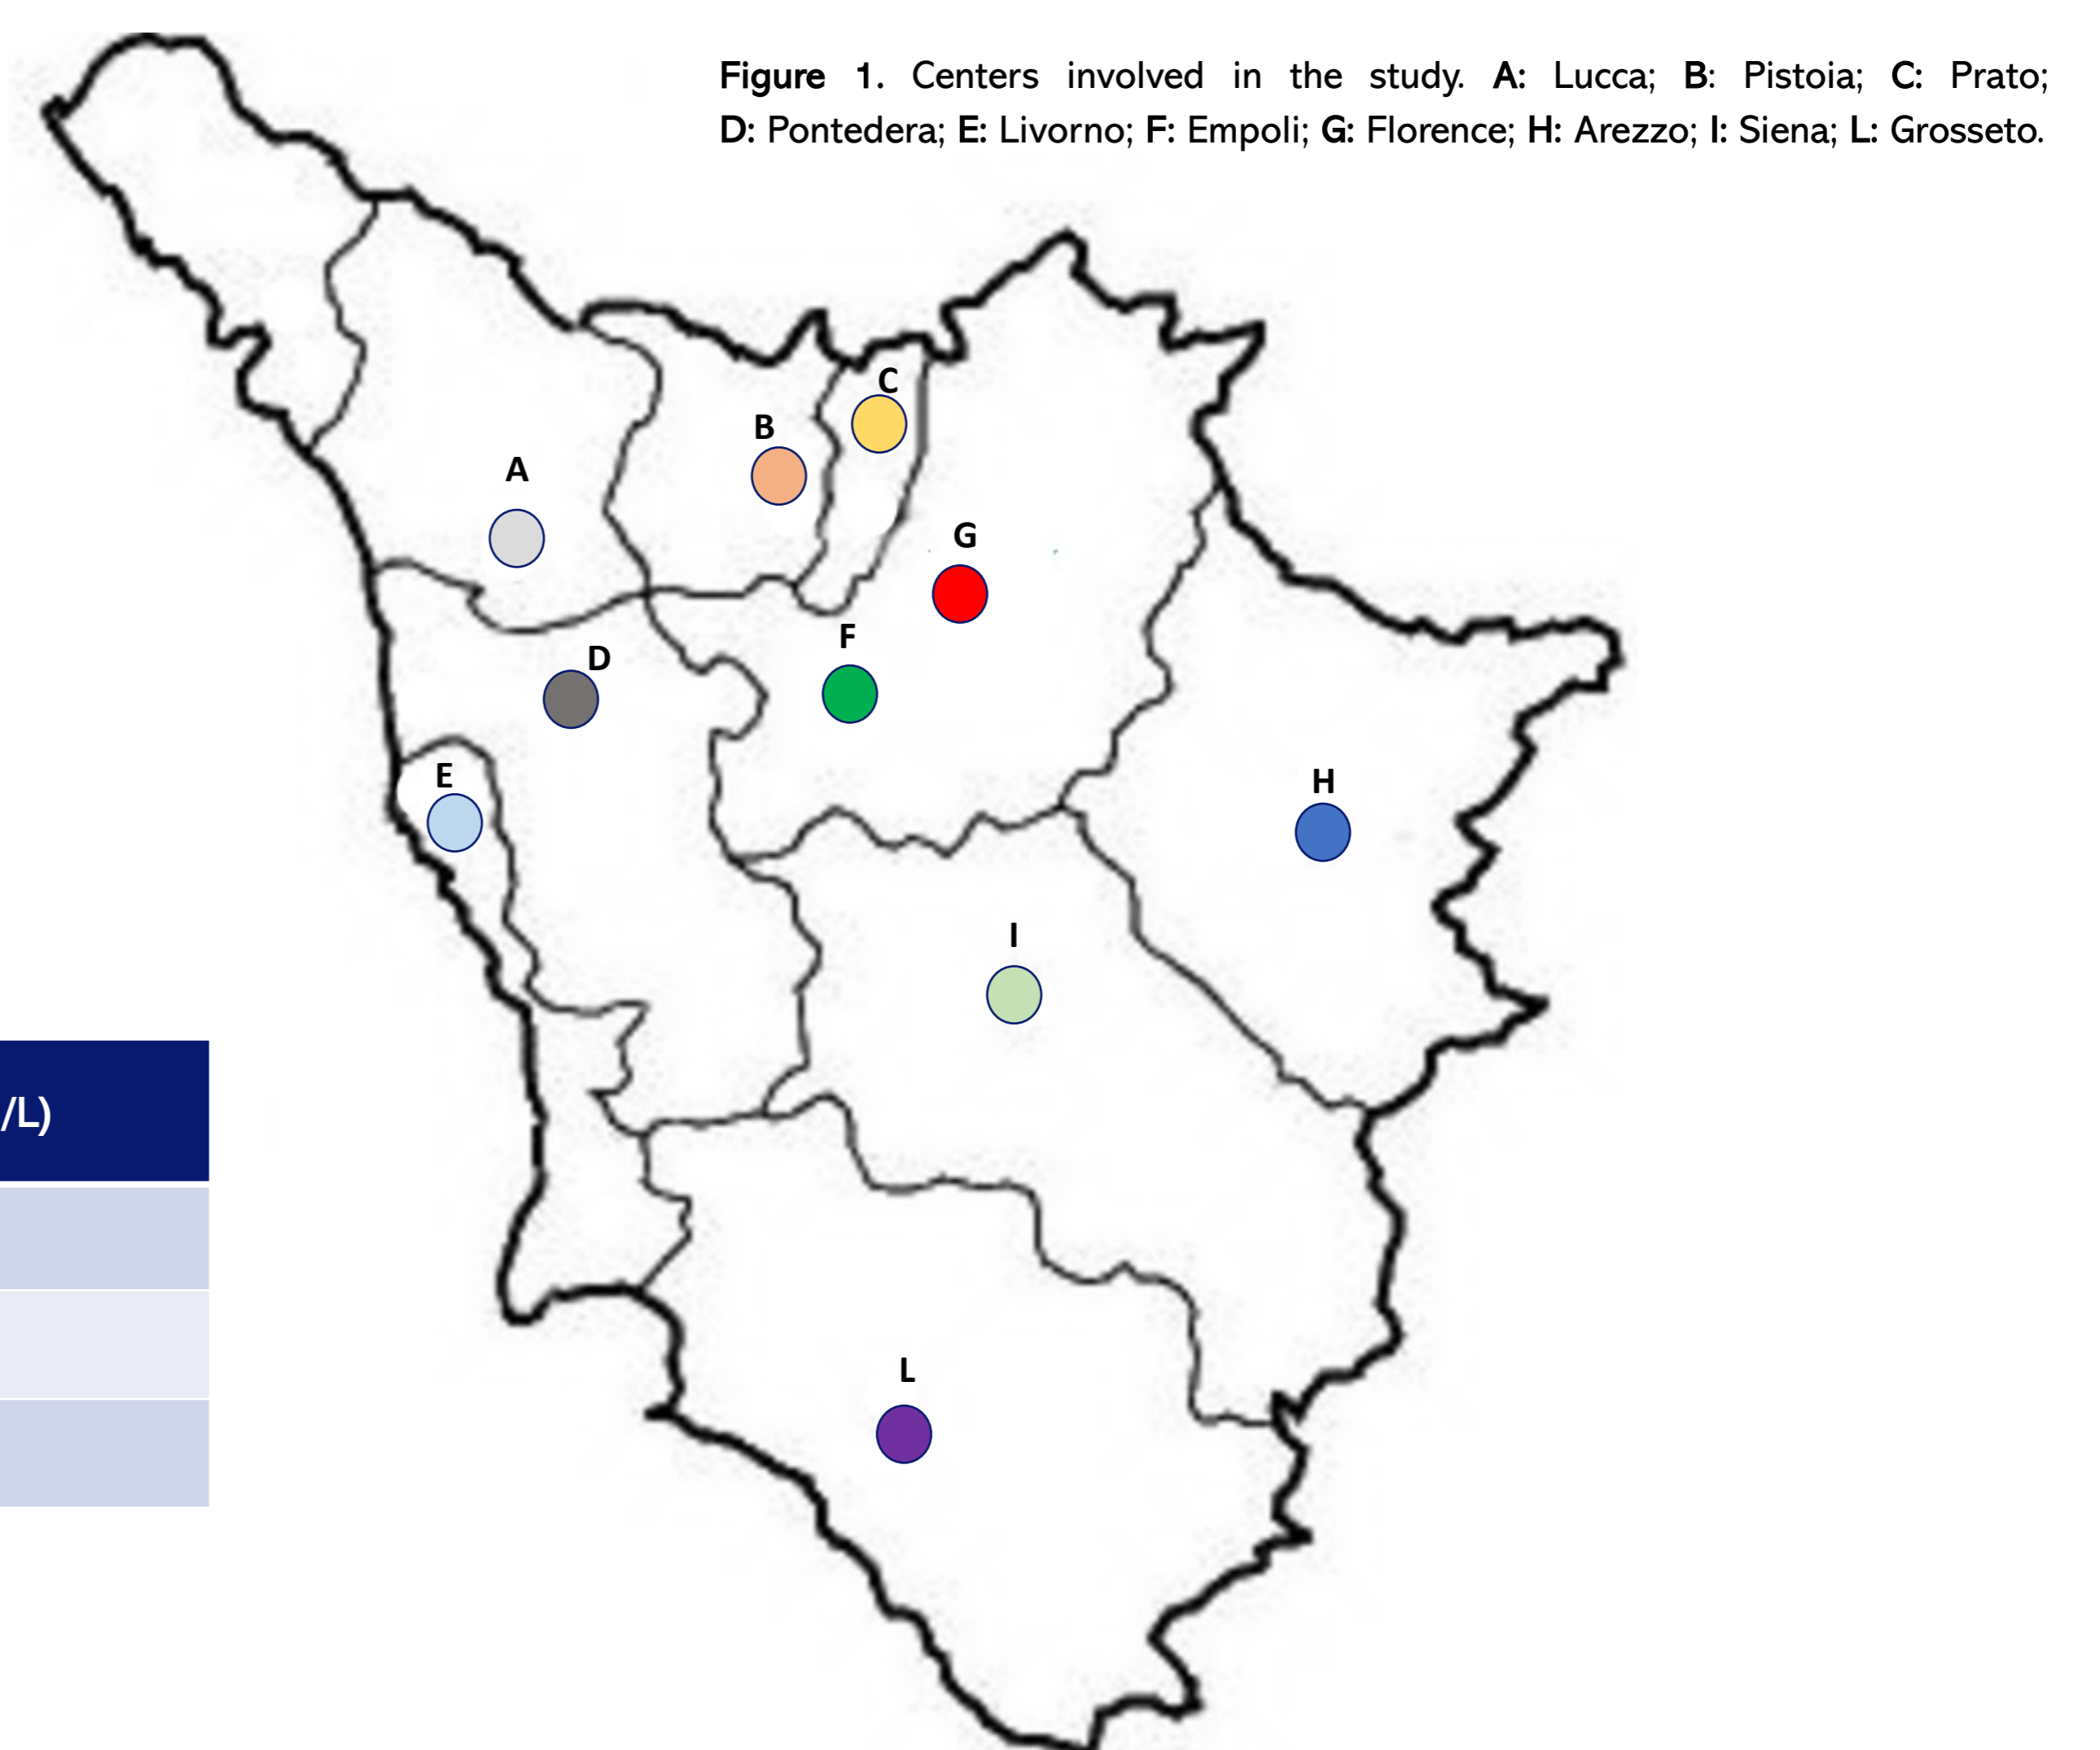 Figure 1. Centers involved in the study. A: Lucca; B: Pistoia; C: Prato;
D: Pontedera; E: Livorno; F: Empoli; G: Florence; H: Arezzo; I: Siena; L: Grosseto.
C
B
A
G
F
D
E
H
I
/L)
L